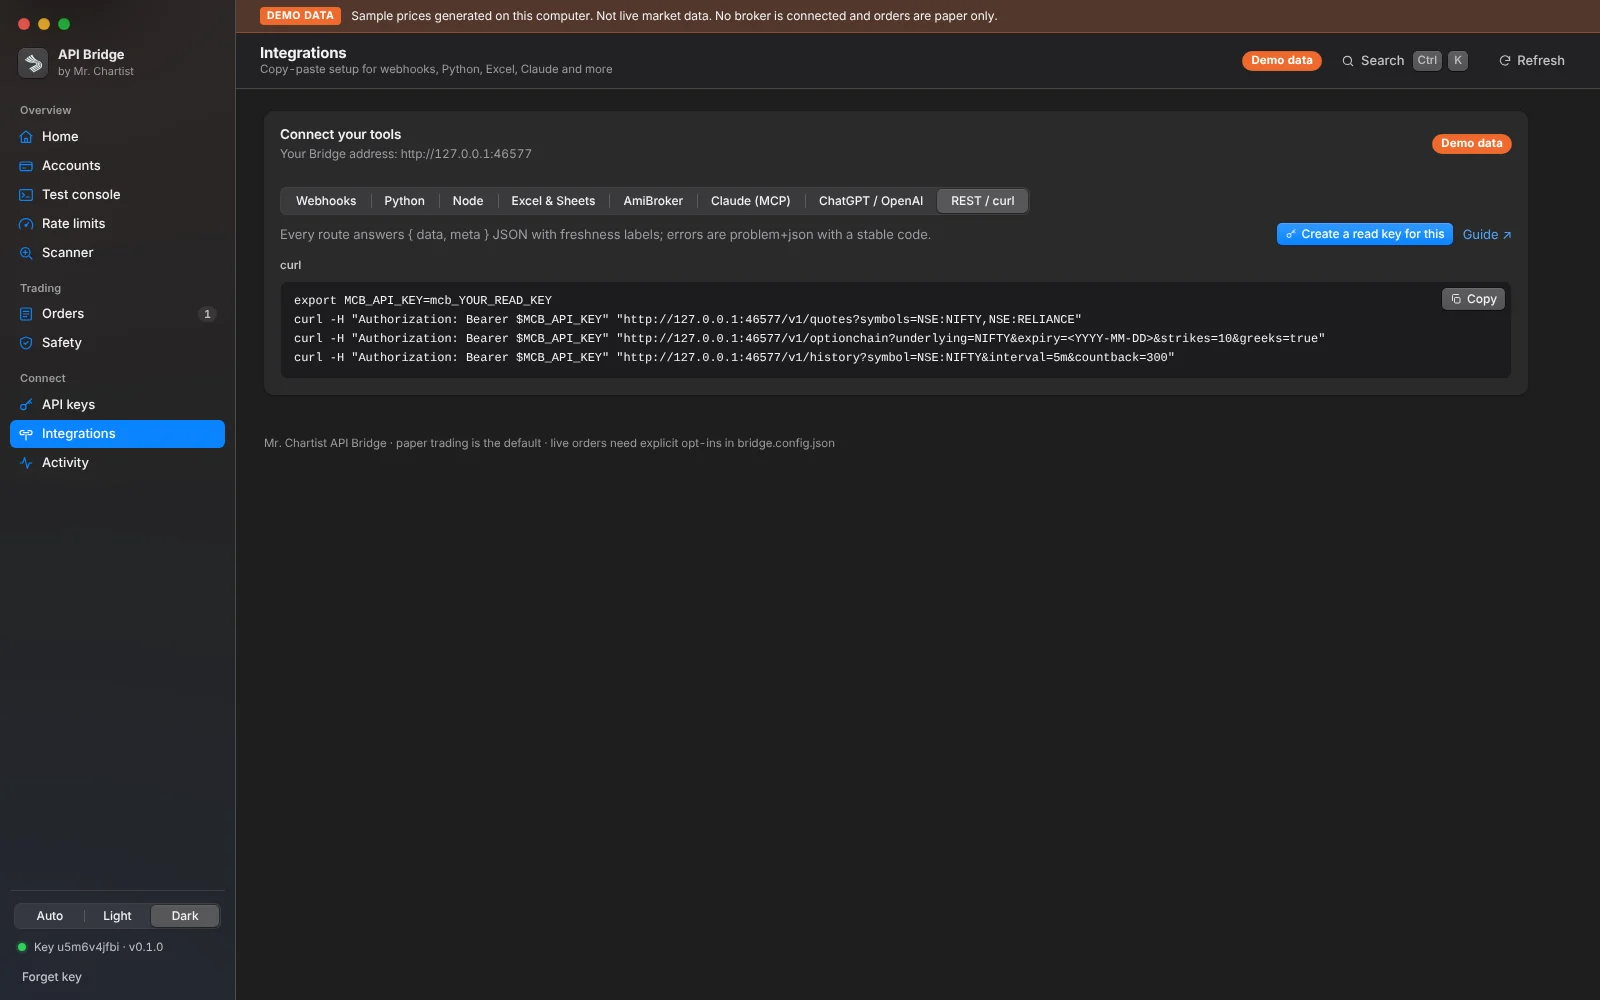 DEMO DATA Sample prices generated on this computer. Not live market data. No broker is connected and orders are paper only.
API Bridge
by Mr. Chartist
Overview
Home
Accounts
Test console
Rate limits
Scanner
Trading
Orders 1
Safety
Connect
API keys
Integrations
Activity
Auto Light Dark
Key u5m6v4jfbi · v0.1.0
Forget key
Integrations
Copy-paste setup for webhooks, Python, Excel, Claude and more
Demo data Search Ctrl K Refresh
Connect your tools
Your Bridge address: http://127.0.0.1:46577
Demo data
Webhooks Python Node Excel & Sheets AmiBroker Claude (MCP) ChatGPT / OpenAI REST / curl
Every route answers { data, meta } JSON with freshness labels; errors are problem+json with a stable code.
Create a read key for this Guide ↗
curl
Copy
export MCB_API_KEY=mcb_YOUR_READ_KEY
curl -H "Authorization: Bearer $MCB_API_KEY" "http://127.0.0.1:46577/v1/quotes?symbols=NSE:NIFTY,NSE:RELIANCE"
curl -H "Authorization: Bearer $MCB_API_KEY" "http://127.0.0.1:46577/v1/optionchain?underlying=NIFTY&expiry=<YYYY-MM-DD>&strikes=10&greeks=true"
curl -H "Authorization: Bearer $MCB_API_KEY" "http://127.0.0.1:46577/v1/history?symbol=NSE:NIFTY&interval=5m&countback=300"
Mr. Chartist API Bridge · paper trading is the default · live orders need explicit opt-ins in bridge.config.json